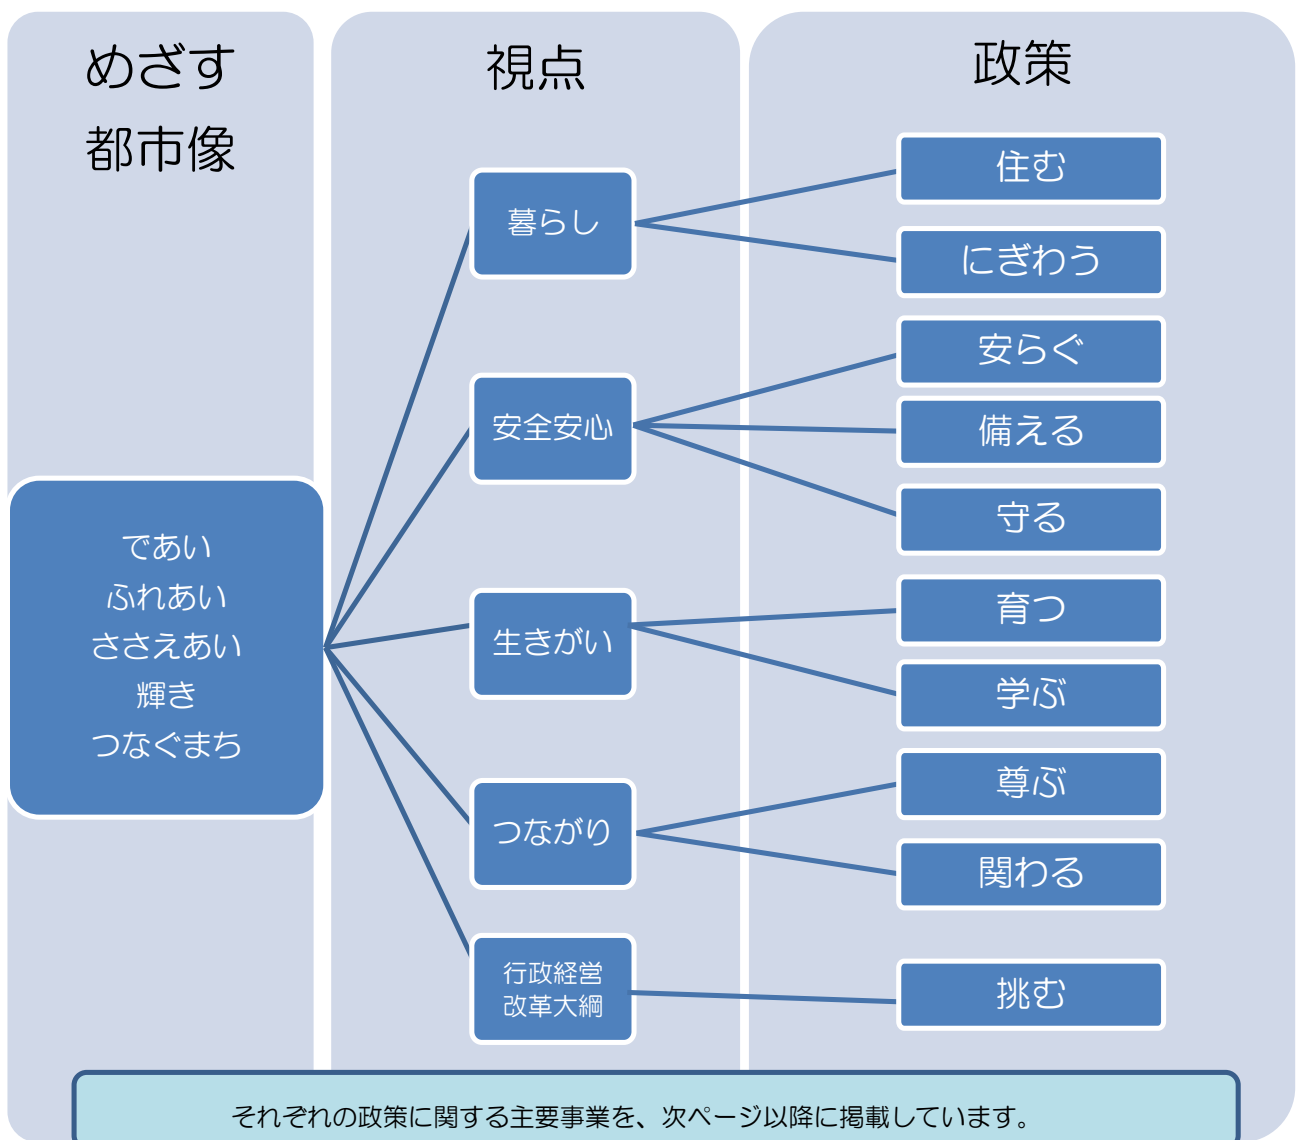 めざす
都市像
視点
政策
であい
ふれあい
ささえあい
輝き
つなぐまち
暮らし
安全安心
生きがい
つながり
行政経営
改革大綱
住む
にぎわう
安らぐ
備える
守る
育つ
学ぶ
尊ぶ
関わる
挑む
それぞれの政策に関する主要事業を、次ページ以降に掲載しています。